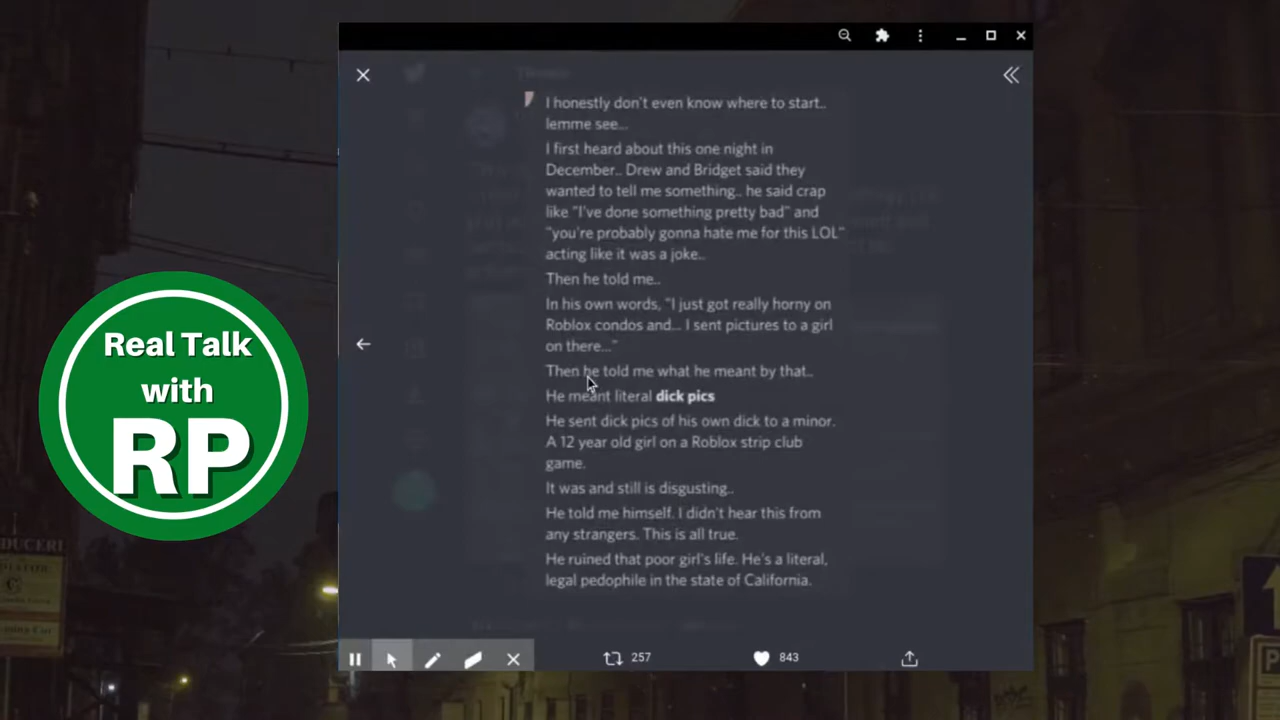 I honestly don't even know where to start..
lemme see...
I first heard about this one night in
December.. Drew and Bridget said they
wanted to tell me something.. he said crap
like "I've done something pretty bad" and
"you're probably gonna hate me for this LOL"
acting like it was a joke..
Then he told me..
In his own words, "I just got really horny on
Roblox condos and... I sent pictures to a girl
on there..."
Then he told me what he meant by that..
He meant literal dick pics
He sent dick pics of his own dick to a minor.
A 12 year old girl on a Roblox strip club
game.
It was and still is disgusting..
He told me himself. I didn't hear this from
any strangers. This is all true.
He ruined that poor girl's life. He's a literal,
legal pedophile in the state of California.
257
843
Real Talk
with
RP